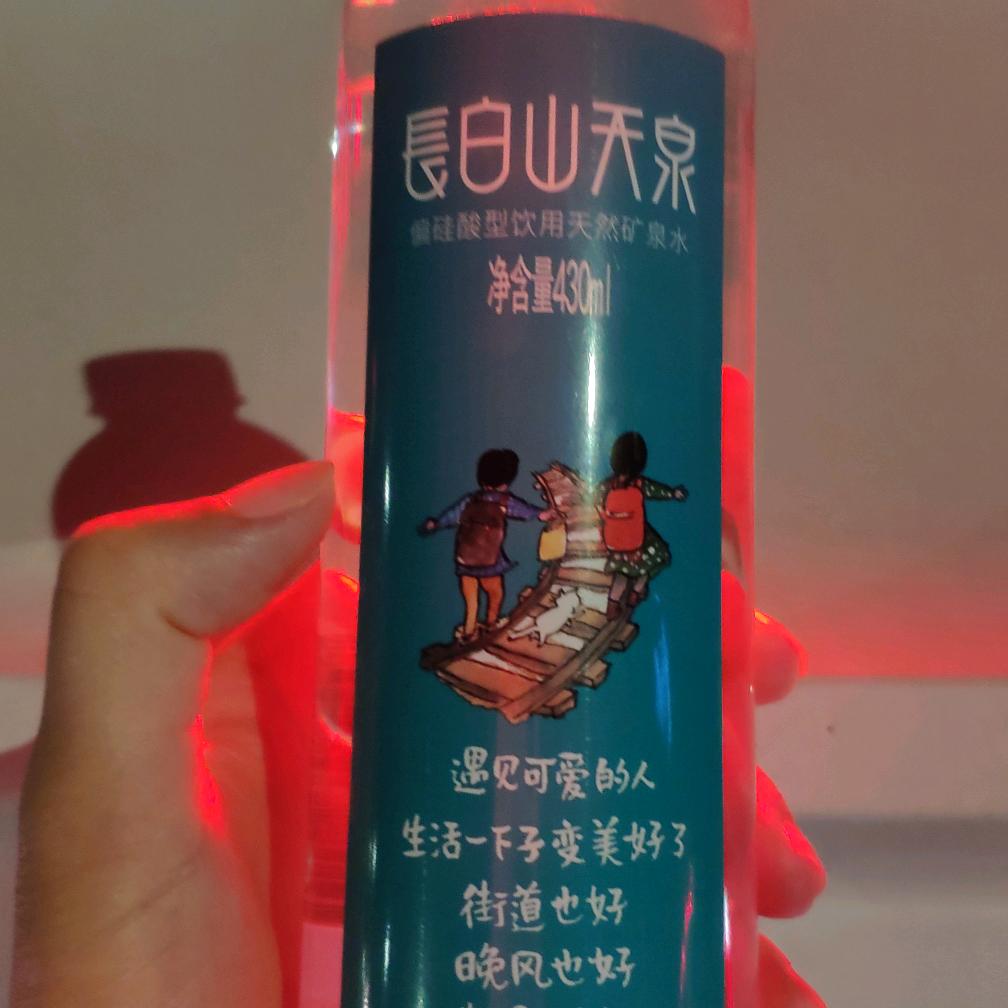 長白山天泉
偏硅酸型饮用天然矿泉水
净含量430ml
遇见可爱的人
生活一下子变美好了
街道也好
晚风也好